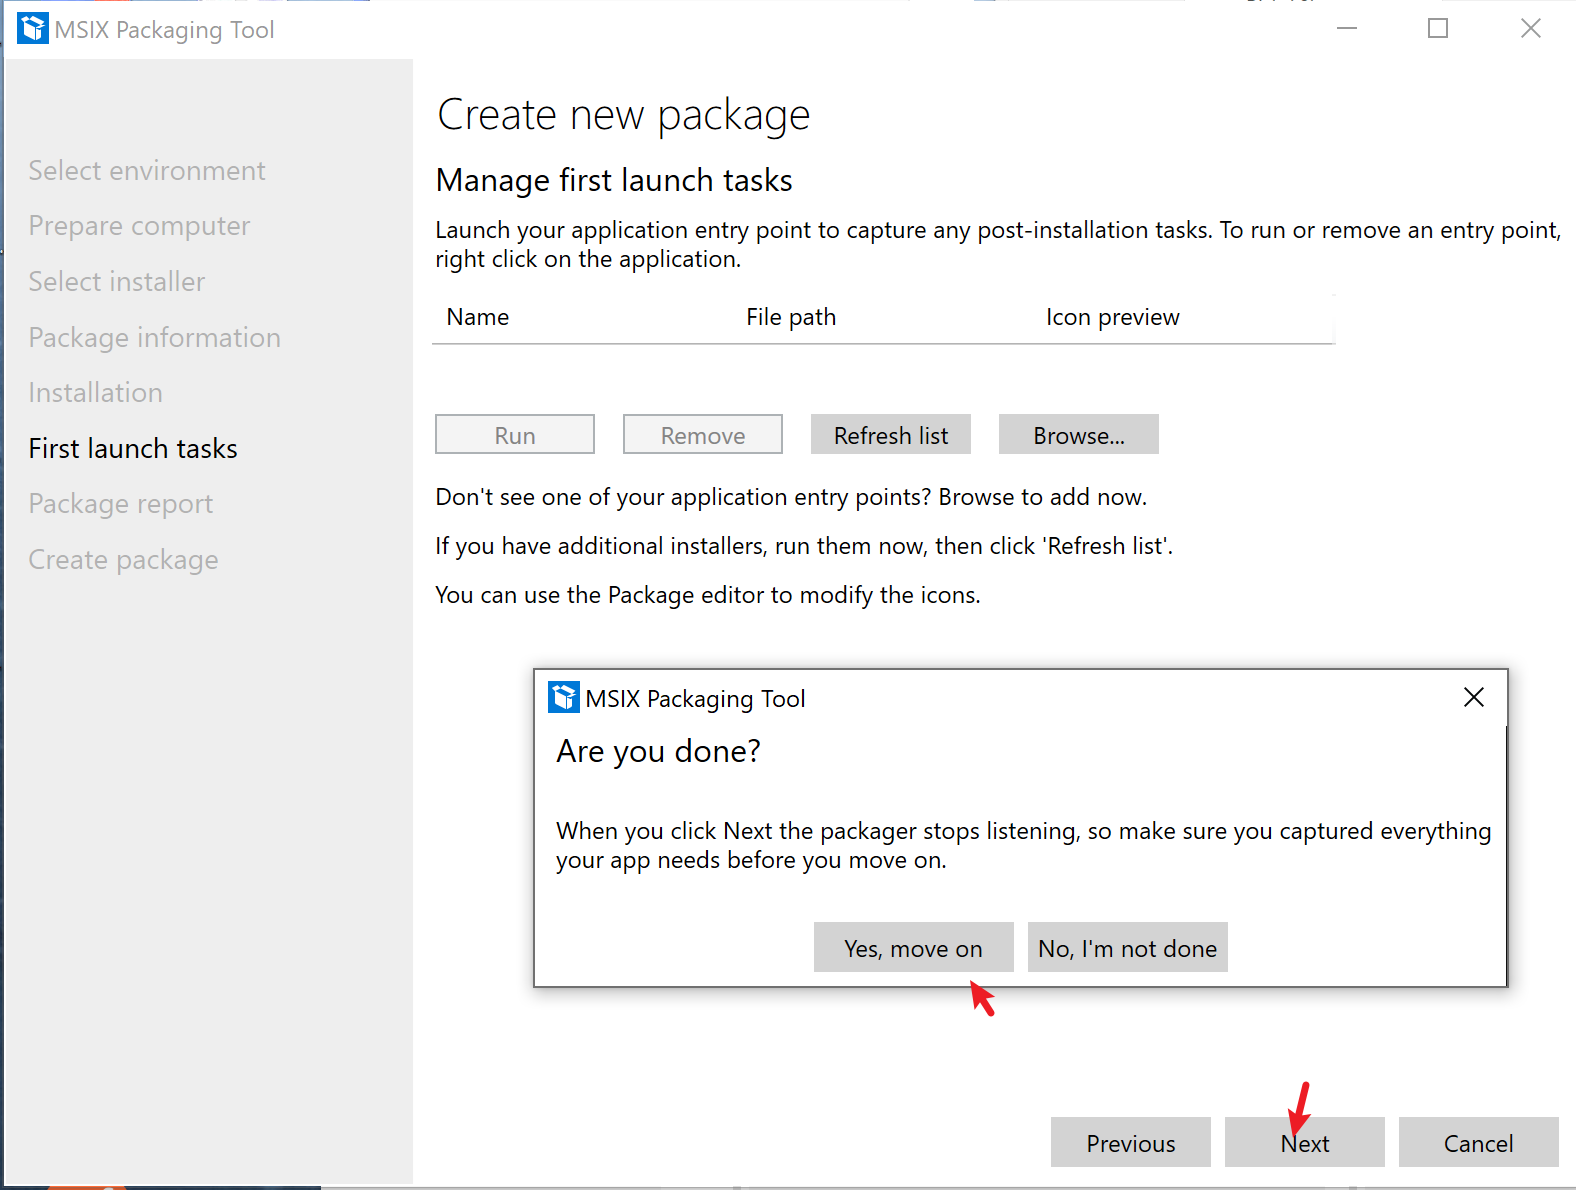 MSIX Packaging Tool
Select environment
Prepare computer
Select installer
Package information
Installation
First launch tasks
Package report
Create package
Create new package
Manage first launch tasks
Launch your application entry point to capture any post-installation tasks. To run or remove an entry point,
right click on the application.
Name File path Icon preview
Run Remove Refresh list Browse...
Don't see one of your application entry points? Browse to add now.
If you have additional installers, run them now, then click 'Refresh list'.
You can use the Package editor to modify the icons.
MSIX Packaging Tool
Are you done?
When you click Next the packager stops listening, so make sure you captured everything
your app needs before you move on.
Yes, move on No, I'm not done
Previous Next Cancel